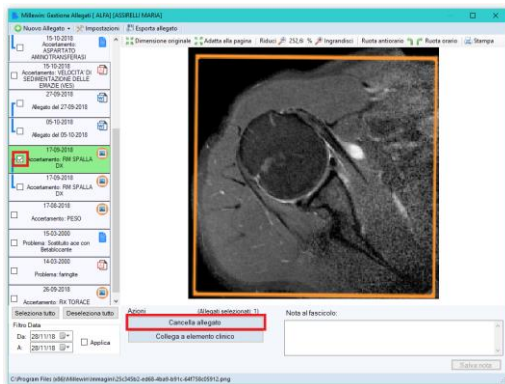 Millewin: Gestione Allegati [ ALFA] [ASSIRELLI MARIA]
Nuovo Allegato Impostazioni Esporta allegato
Dimensione originale Adatta alla pagina Riduci 252,6 % Ingrandisci Ruota antiorario Ruota orario Stampa
15-10-2018
Accertamento:
ASPARTATO
AMINOTRANSFERASI
15-10-2018
Accertamento: VELOCITA' DI
SEDIMENTAZIONE DELLE
EMAZIE (VES)
27-09-2018
Allegato del 27-09-2018
05-10-2018
Allegato del 05-10-2018
17-09-2018
Accertamento: RM SPALLA
DX
17-09-2018
Accertamento: RM SPALLA
DX
17-08-2018
Accertamento: PESO
15-03-2000
Problema: Sostituito ace con
Betabloccante
14-03-2000
Problema: faringite
26-09-2018
Accertamento: RX TORACE
Seleziona tutto Deseleziona tutto
Filtro Data
Da: 28/11/18
A: 28/11/18
Applica
Azioni (Allegati selezionati: 1)
Cancella allegato
Collega a elemento clinico
Note al fascicolo:
Salva nota